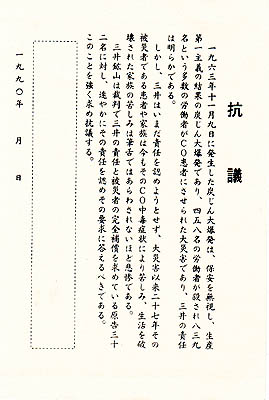 抗議
一九六三年十一月九日に発生した炭じん大爆発は、保安を無視し、生産
第一主義の結果の炭じん大爆発であり、四五八名の労働者が殺され八三九
名という多数の労働者がCO患者にさせられた大災害であり、三井の責任
は明らかである。
しかし、三井はいまだ責任を認めようとせず、大災害以来二十七年その
被災者である患者や家族は今もそのCO中毒症状により苦しみ、生活を破
壊された家族の苦しみは筆舌ではあらわされないほど悲惨である。
三井鉱山は裁判で三井の責任と被災者の完全補償を求めている原告三十
二名に対し、速やかにその責任を認めその要求に答えるべきである。
このことを強く求め抗議する。
一九九〇年　月　日